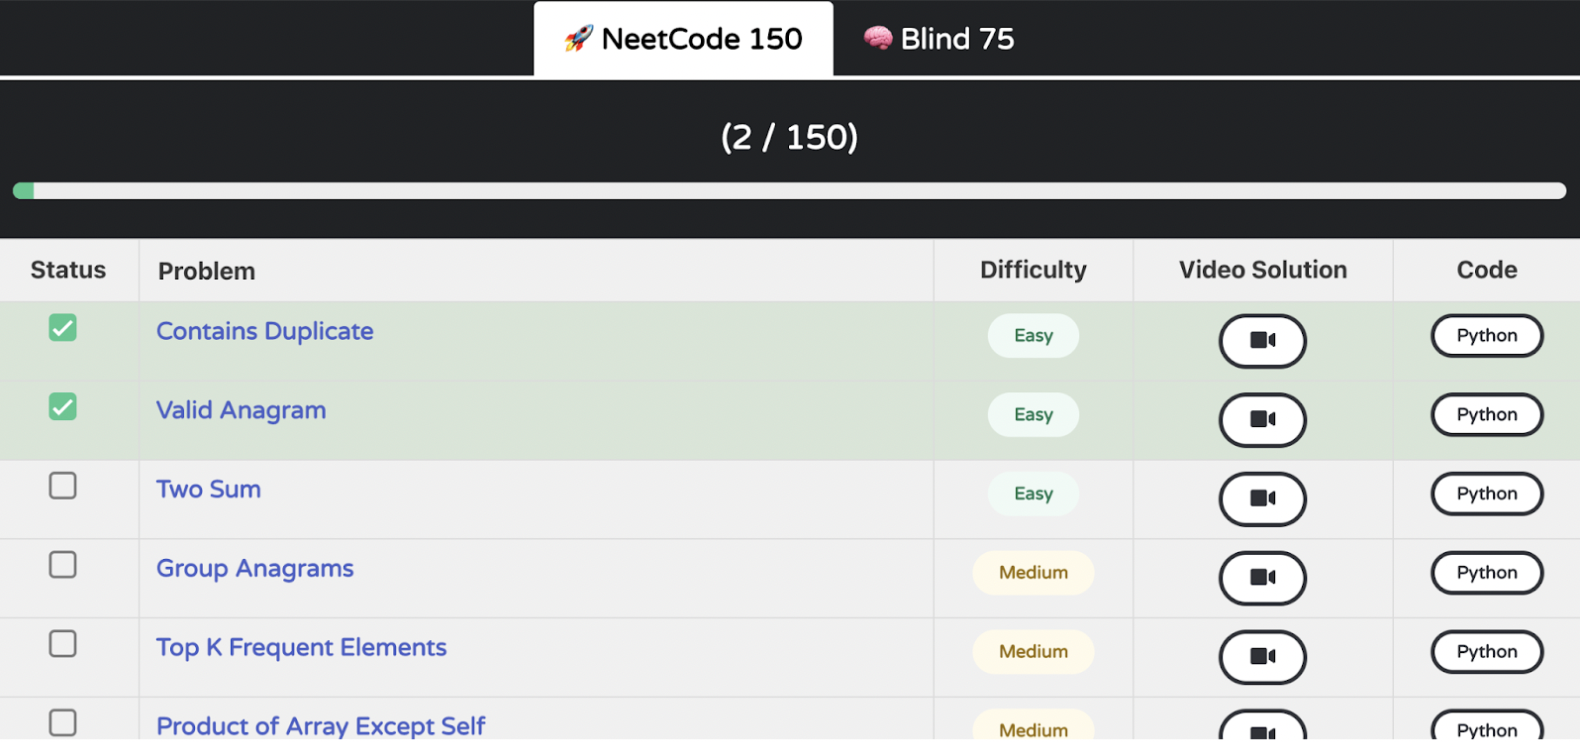 🚀 NeetCode 150 🧠 Blind 75
(2 / 150)
Status Problem Difficulty Video Solution Code
Contains Duplicate Easy Python
Valid Anagram Easy Python
Two Sum Easy Python
Group Anagrams Medium Python
Top K Frequent Elements Medium Python
Product of Array Except Self Medium Python